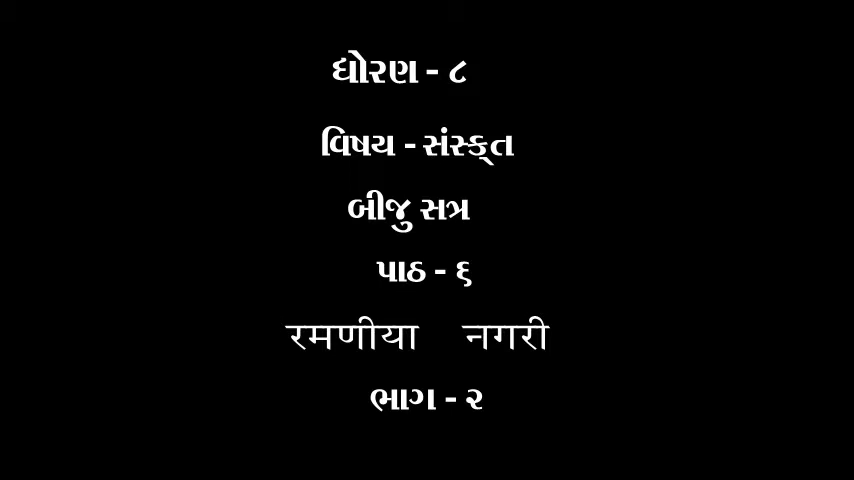 ધોરણ - ૮
વિષય - સંસ્કૃત
બીજુ સત્ર
પાઠ - ૬
रमणीया नगरी
ભાગ - ૨